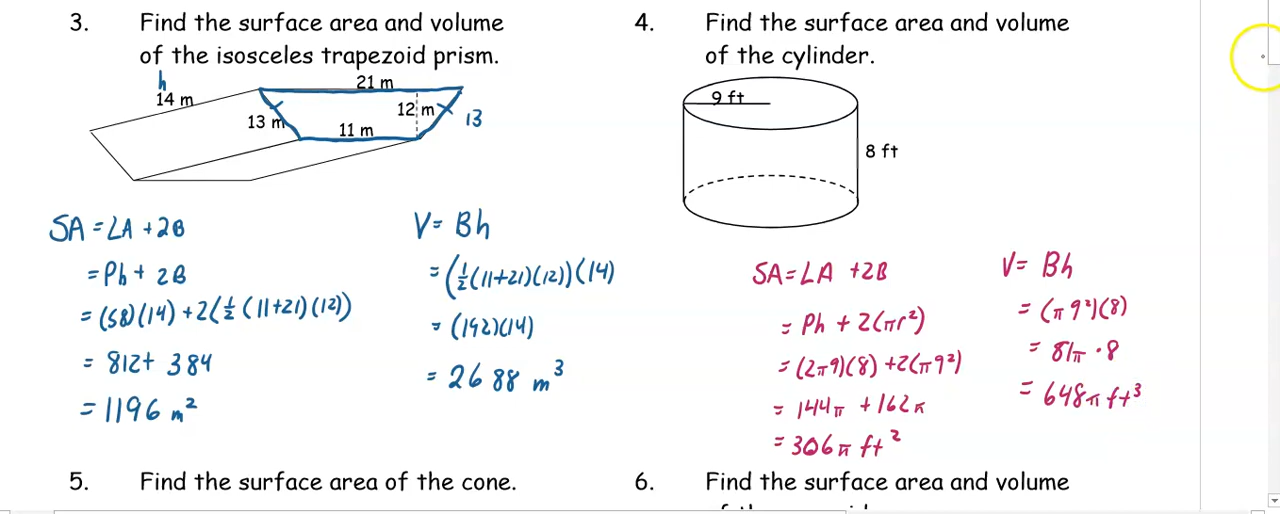 3. Find the surface area and volume
of the isosceles trapezoid prism.
h
14 m
21 m
13 m
12 m
13
11 m
SA = LA + 2B
= Ph + 2B
= (58)(14) + 2(½(11+21)(12))
= 812 + 384
= 1196 m²
V = Bh
= (½(11+21)(12))(14)
= (192)(14)
= 2688 m³
4. Find the surface area and volume
of the cylinder.
9 ft
8 ft
SA = LA + 2B
= Ph + 2(πr²)
= (2π9)(8) + 2(π9²)
= 144π + 162π
= 306π ft²
V = Bh
= (π9²)(8)
= 81π · 8
= 648π ft³
5. Find the surface area of the cone.
6. Find the surface area and volume